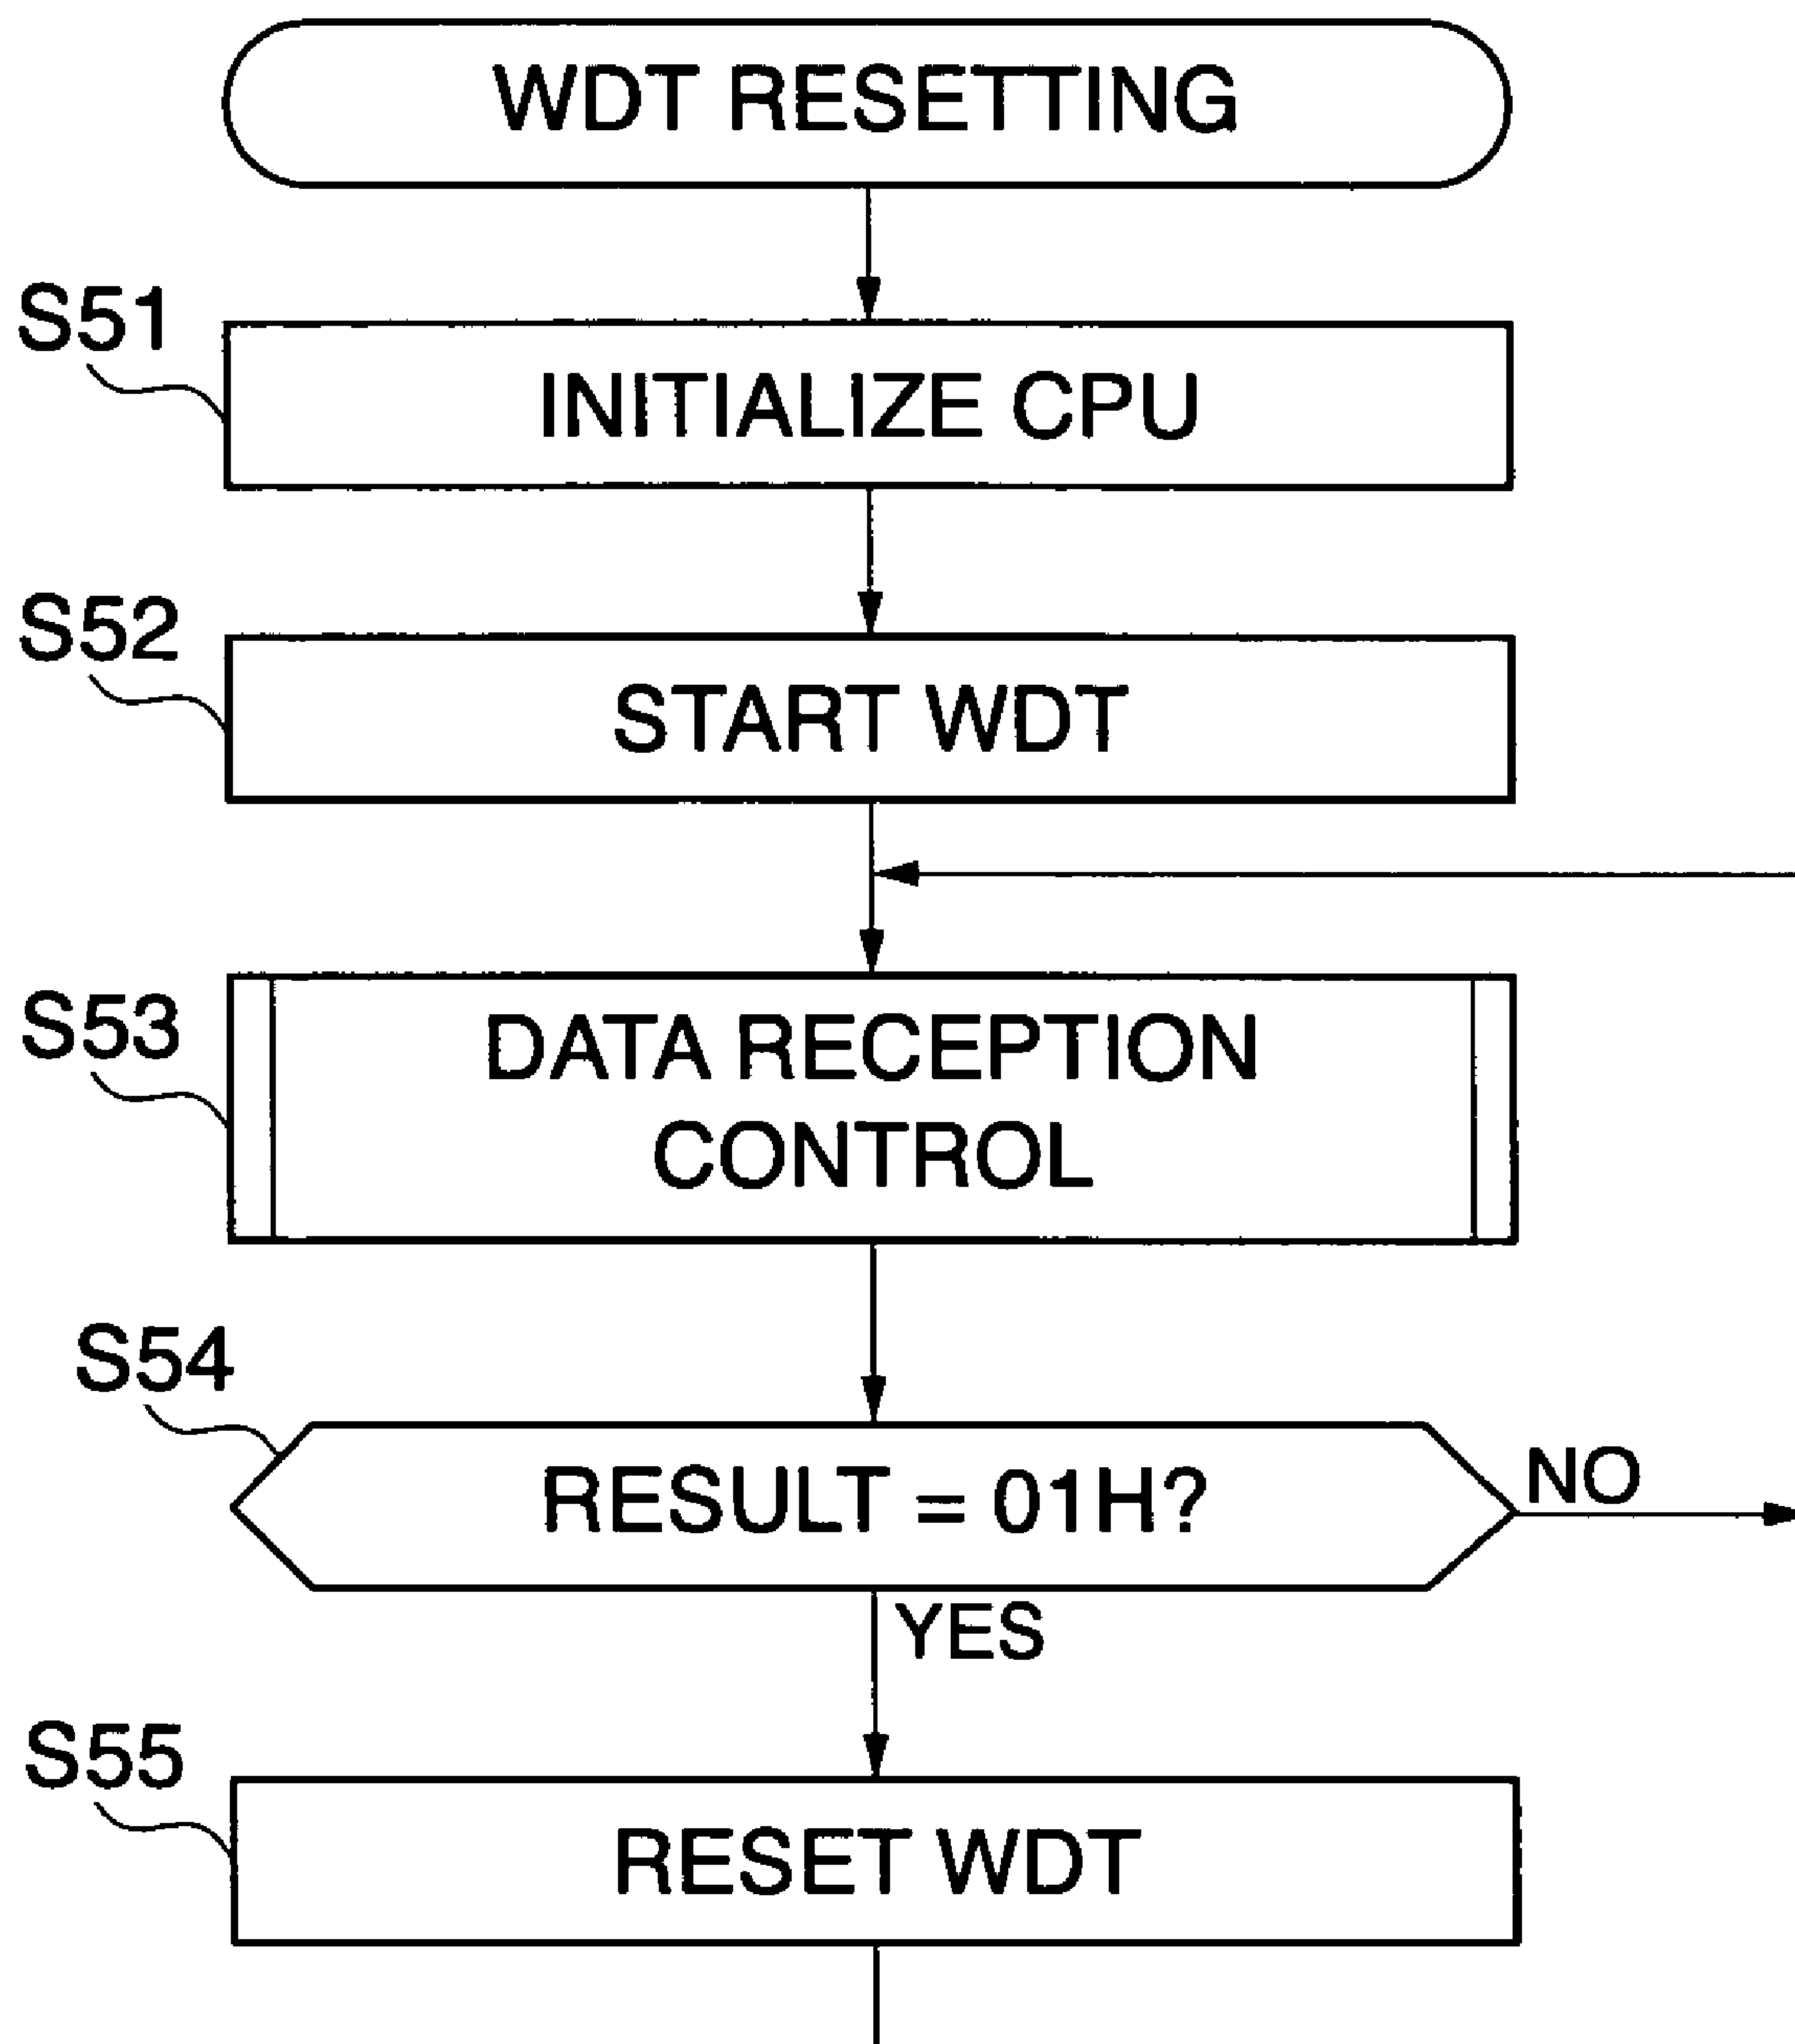 WDT RESETTING
S51
INITIALIZE CPU
S52
START WDT
S53
DATA RECEPTION
CONTROL
S54
RESULT = 01H?
NO
YES
S55
RESET WDT